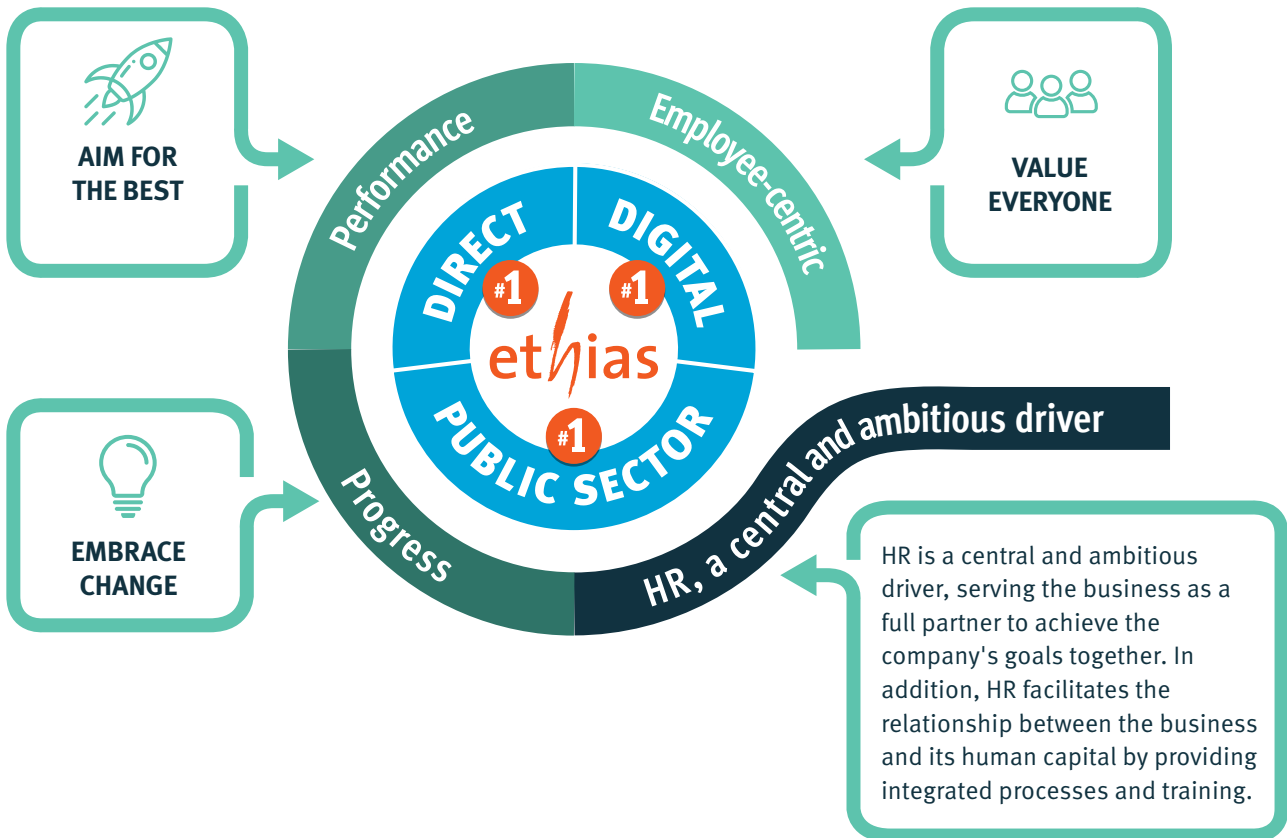 AIM FOR
THE BEST
VALUE
EVERYONE
Performance
Employee-centric
DIRECT
DIGITAL
#1
#1
ethias
#1
PUBLIC SECTOR
Progress
HR, a central and ambitious driver
EMBRACE
CHANGE
HR is a central and ambitious
driver, serving the business as a
full partner to achieve the
company's goals together. In
addition, HR facilitates the
relationship between the business
and its human capital by providing
integrated processes and training.